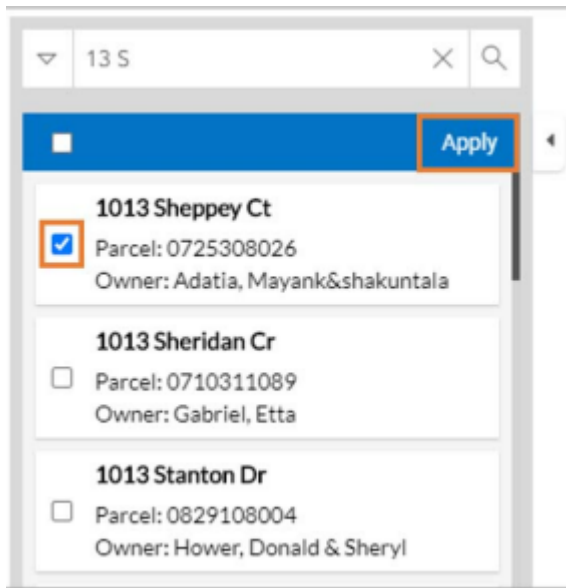 13 S
Apply
1013 Sheppey Ct
Parcel: 0725308026
Owner: Adatia, Mayank&shakuntala
1013 Sheridan Cr
Parcel: 0710311089
Owner: Gabriel, Etta
1013 Stanton Dr
Parcel: 0829108004
Owner: Hower, Donald & Sheryl